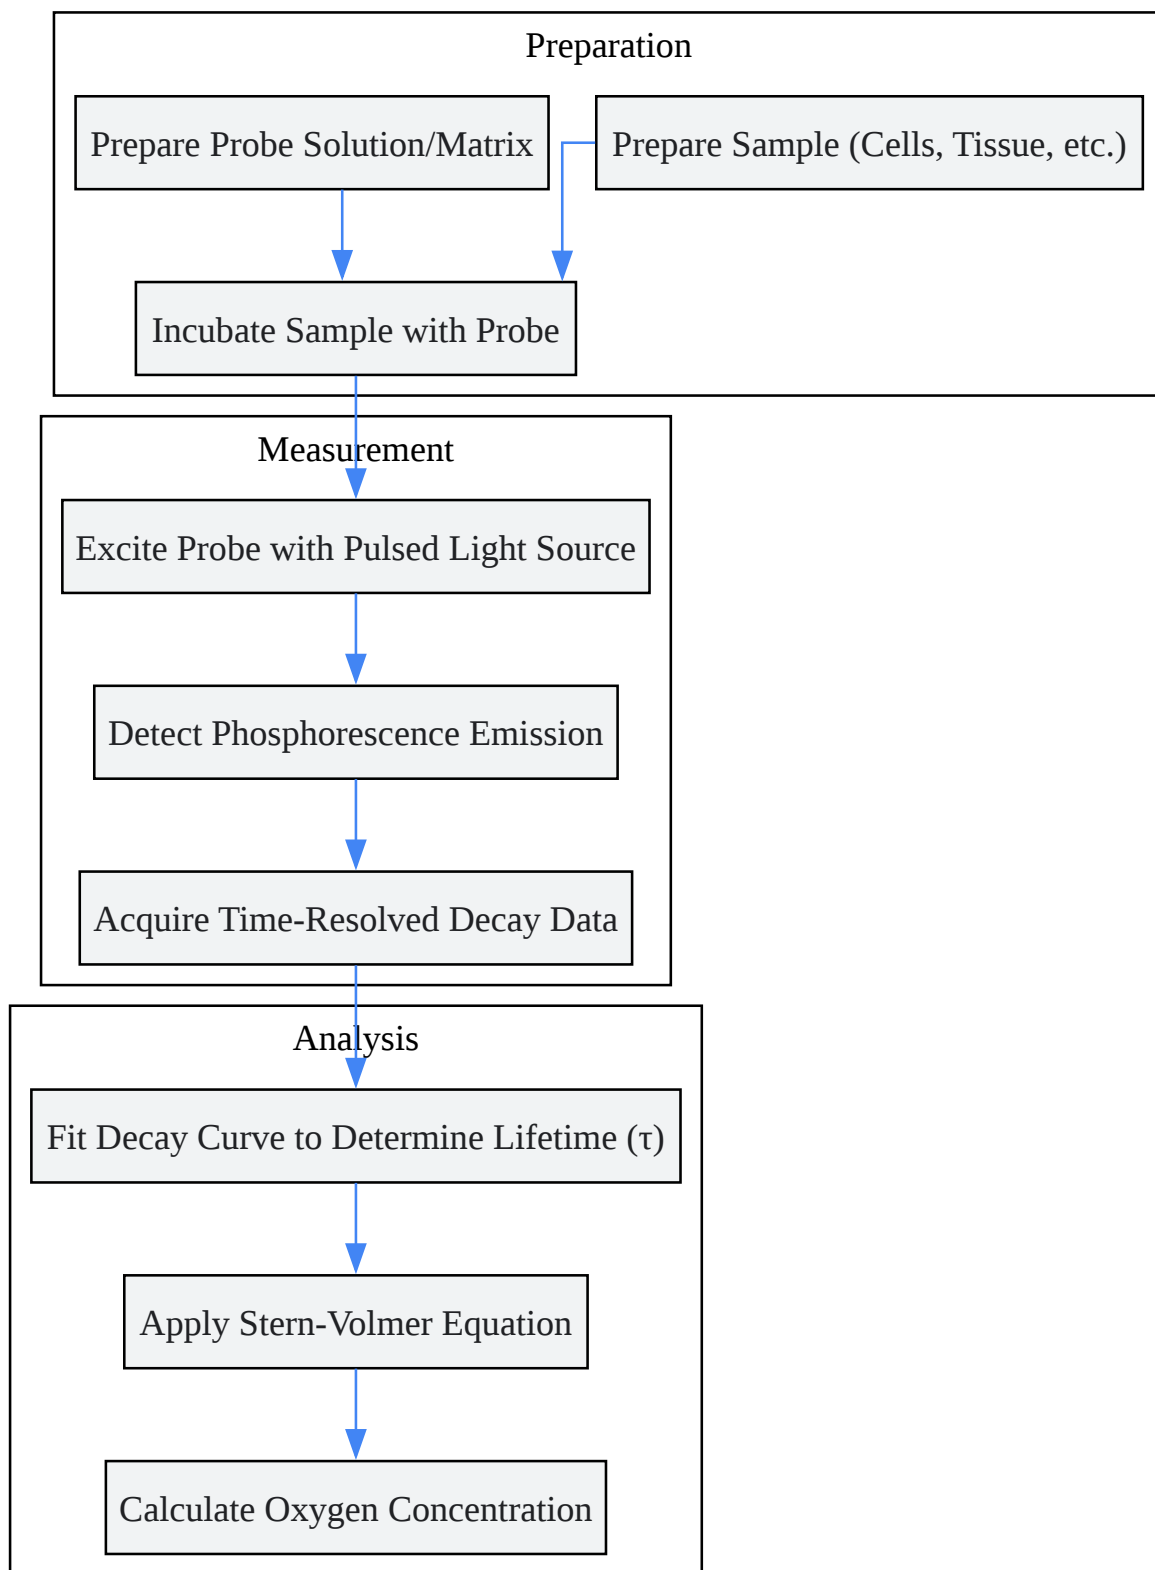 Preparation
Prepare Probe Solution/Matrix
Prepare Sample (Cells, Tissue, etc.)
Incubate Sample with Probe
Measurement
Excite Probe with Pulsed Light Source
Detect Phosphorescence Emission
Acquire Time-Resolved Decay Data
Analysis
Fit Decay Curve to Determine Lifetime (τ)
Apply Stern-Volmer Equation
Calculate Oxygen Concentration